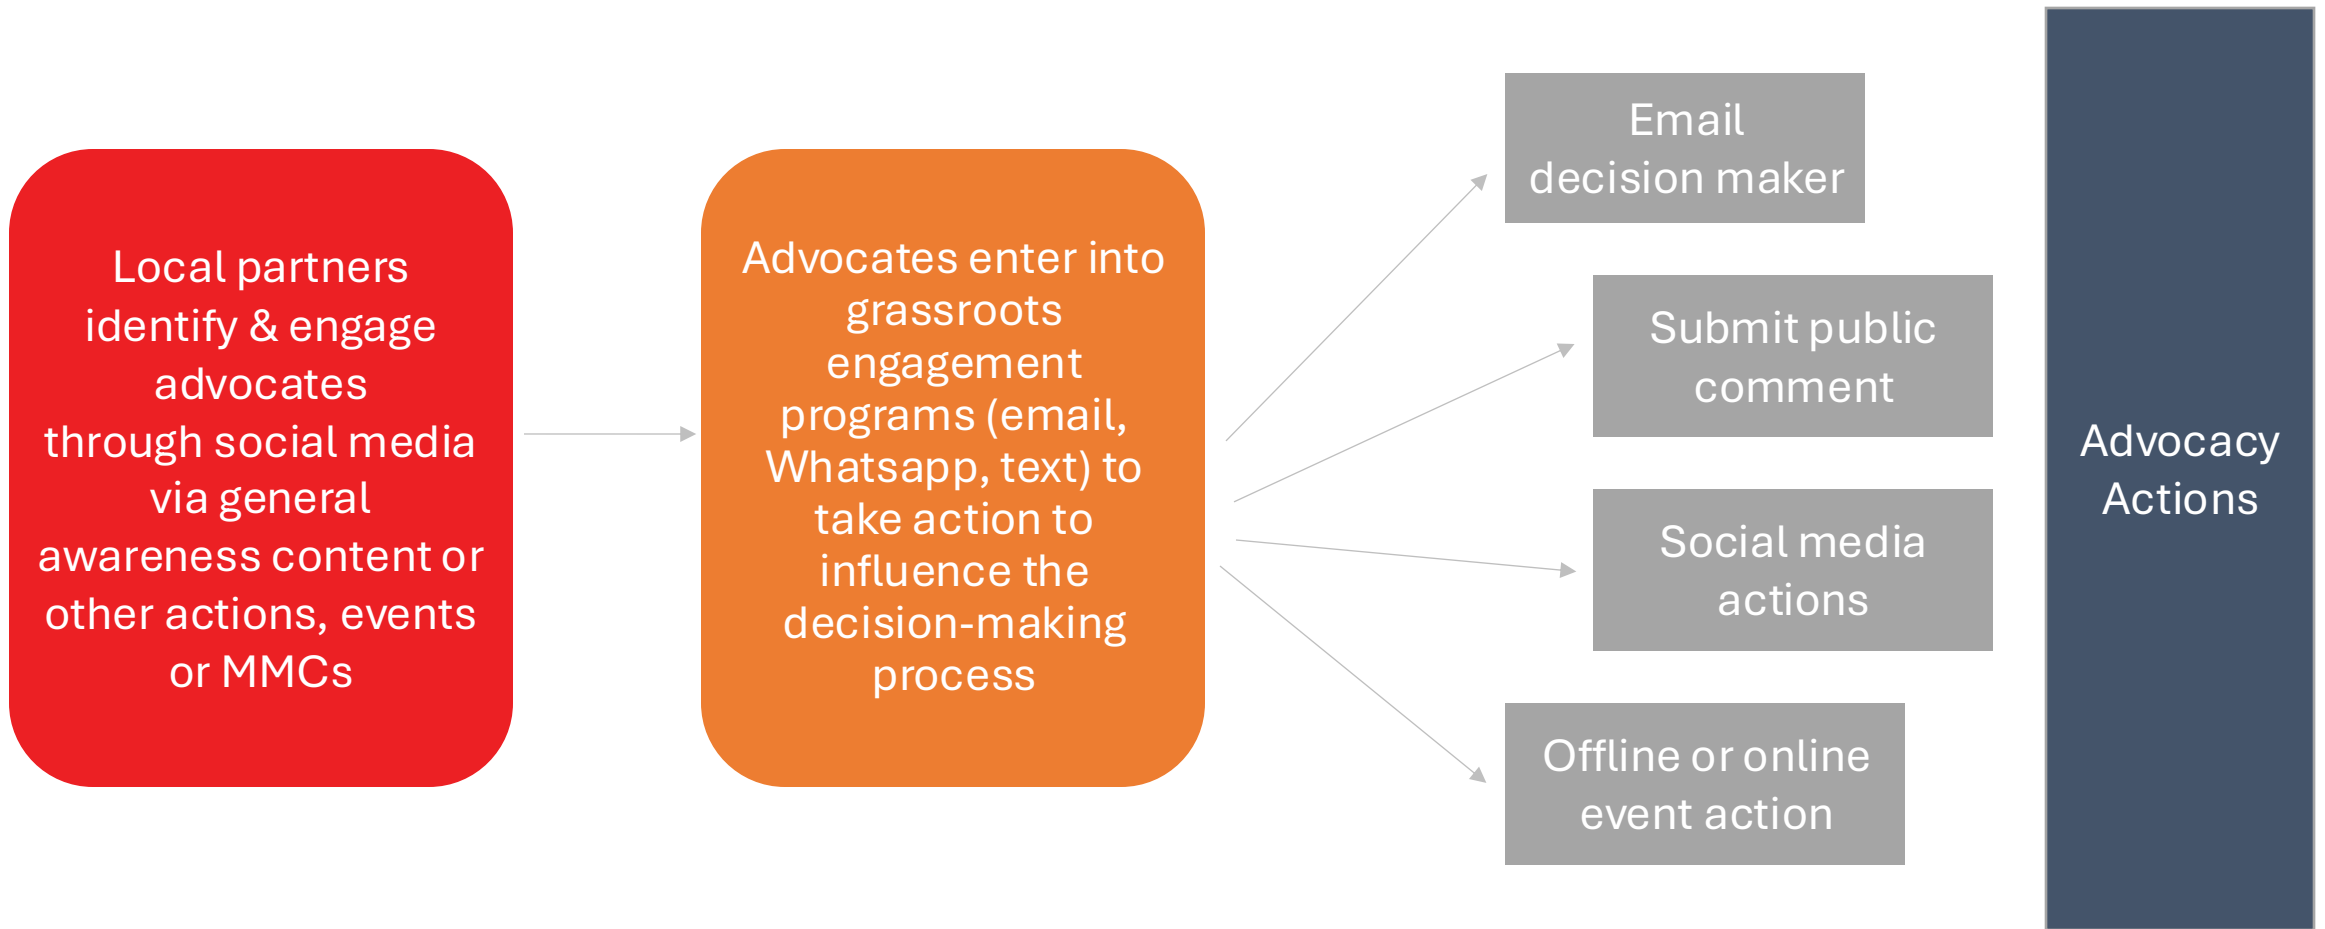 Local partners
identify & engage
advocates
through social media
via general
awareness content or
other actions, events
or MMCs
Advocates enter into
grassroots
engagement
programs (email,
Whatsapp, text) to
take action to
influence the
decision-making
process
Email
decision maker
Submit public
comment
Social media
actions
Offline or online
event action
Advocacy
Actions